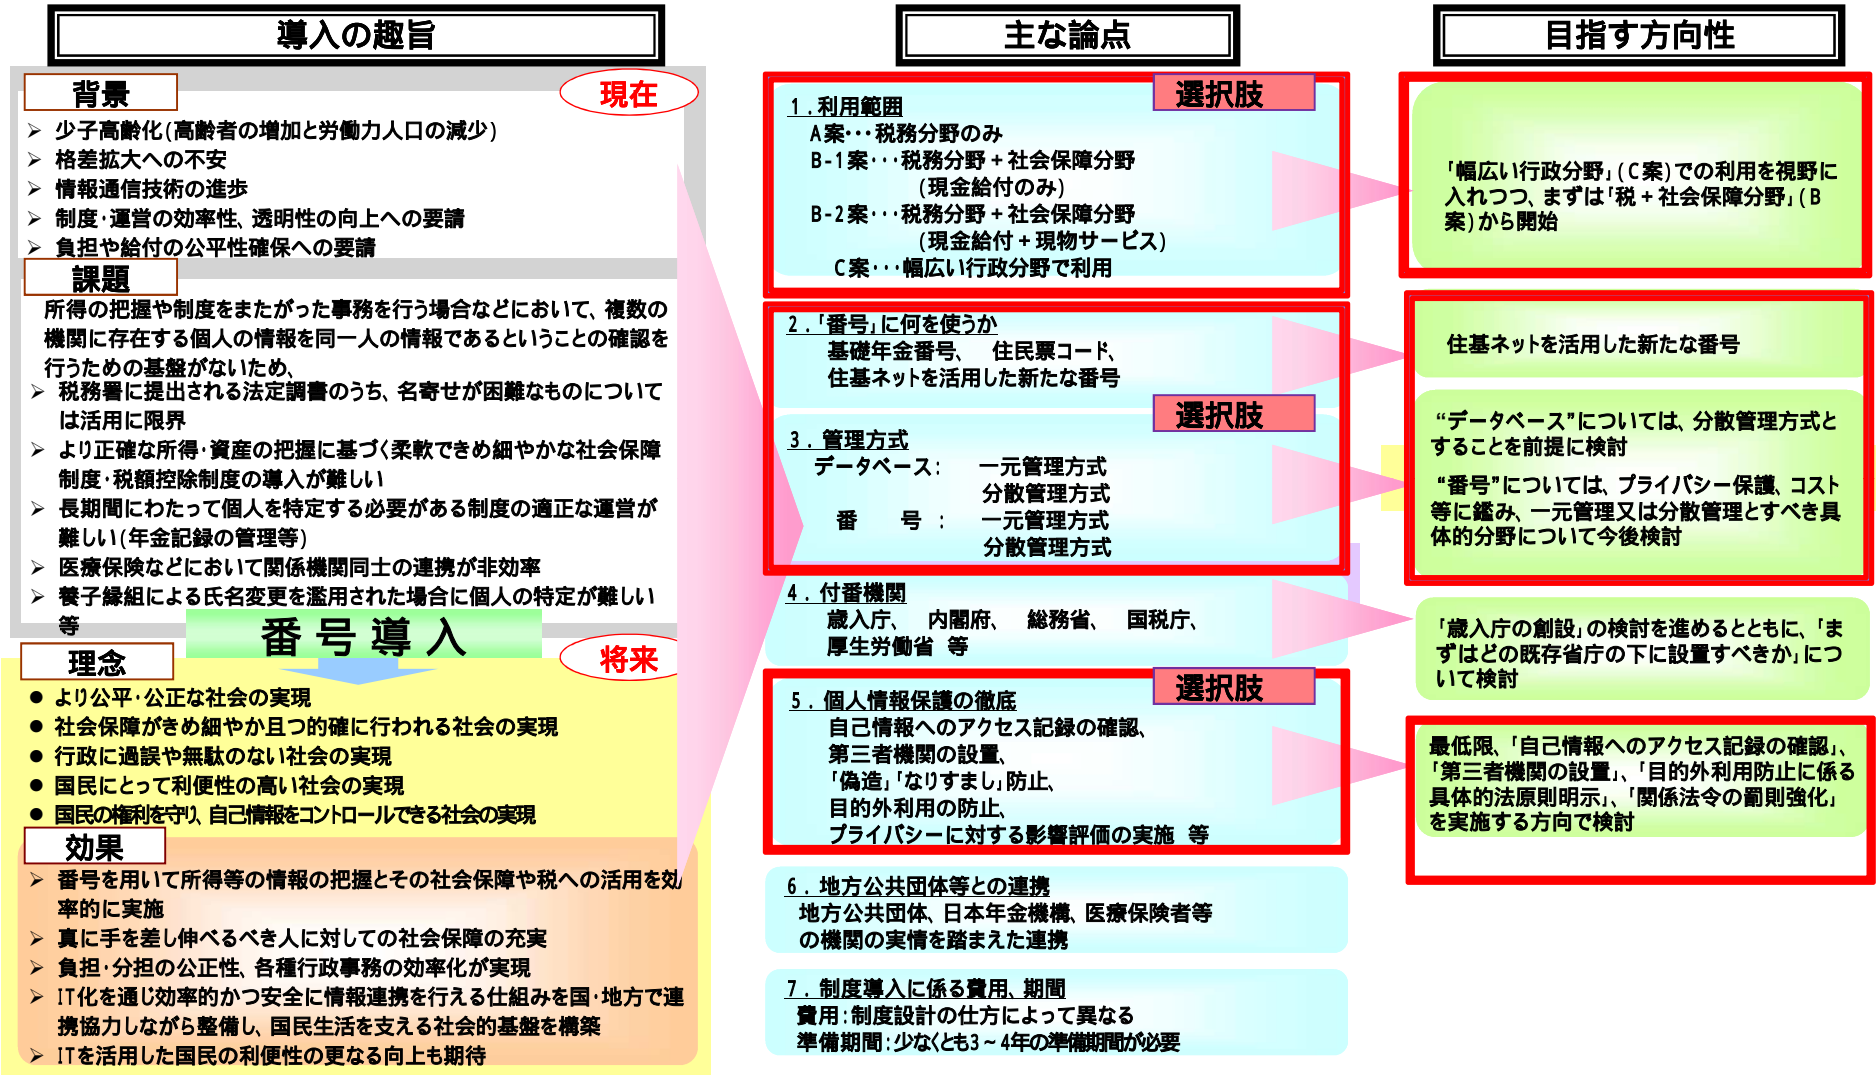 導入の趣旨
背景
現在
少子高齢化(高齢者の増加と労働力人口の減少)
格差拡大への不安
情報通信技術の進歩
制度・運営の効率性、透明性の向上への要請
負担や給付の公平性確保への要請
課題
所得の把握や制度をまたがった事務を行う場合などにおいて、複数の
機関に存在する個人の情報を同一人の情報であるということの確認を
行うための基盤がないため、
税務署に提出される法定調書のうち、名寄せが困難なものについて
は活用に限界
より正確な所得・資産の把握に基づく柔軟できめ細やかな社会保障
制度・税額控除制度の導入が難しい
長期間にわたって個人を特定する必要がある制度の適正な運営が
難しい(年金記録の管理等)
医療保険などにおいて関係機関同士の連携が非効率
養子縁組による氏名変更を濫用された場合に個人の特定が難しい
等
番号導入
将来
理念
より公平・公正な社会の実現
社会保障がきめ細やか且つ的確に行われる社会の実現
行政に過誤や無駄のない社会の実現
国民にとって利便性の高い社会の実現
国民の権利を守り、自己情報をコントロールできる社会の実現
効果
番号を用いて所得等の情報の把握とその社会保障や税への活用を効
率的に実施
真に手を差し伸べるべき人に対しての社会保障の充実
負担・分担の公正性、各種行政事務の効率化が実現
IT化を通じ効率的かつ安全に情報連携を行える仕組みを国・地方で連
携協力しながら整備し、国民生活を支える社会的基盤を構築
ITを活用した国民の利便性の更なる向上も期待
主な論点
選択肢
1.利用範囲
A案・・・税務分野のみ
B-1案・・・税務分野+社会保障分野
(現金給付のみ)
B-2案・・・税務分野+社会保障分野
(現金給付+現物サービス)
C案・・・幅広い行政分野で利用
2.「番号」に何を使うか
基礎年金番号、 住民票コード、
住基ネットを活用した新たな番号
選択肢
3.管理方式
データベース: 一元管理方式
分散管理方式
番 号 : 一元管理方式
分散管理方式
4.付番機関
歳入庁、 内閣府、 総務省、 国税庁、
厚生労働省 等
選択肢
5.個人情報保護の徹底
自己情報へのアクセス記録の確認、
第三者機関の設置、
「偽造」「なりすまし」防止、
目的外利用の防止、
プライバシーに対する影響評価の実施 等
6.地方公共団体等との連携
地方公共団体、日本年金機構、医療保険者等
の機関の実情を踏まえた連携
7.制度導入に係る費用、期間
費用:制度設計の仕方によって異なる
準備期間:少なくとも3~4年の準備期間が必要
目指す方向性
「幅広い行政分野」(C案)での利用を視野に
入れつつ、まずは「税+社会保障分野」(B
案)から開始
住基ネットを活用した新たな番号
“データベース”については、分散管理方式と
することを前提に検討
“番号”については、プライバシー保護、コスト
等に鑑み、一元管理又は分散管理とすべき具
体的分野について今後検討
「歳入庁の創設」の検討を進めるとともに、「ま
ずはどの既存省庁の下に設置すべきか」につ
いて検討
最低限、「自己情報へのアクセス記録の確認」、
「第三者機関の設置」、「目的外利用防止に係る
具体的法原則明示」、「関係法令の罰則強化」
を実施する方向で検討